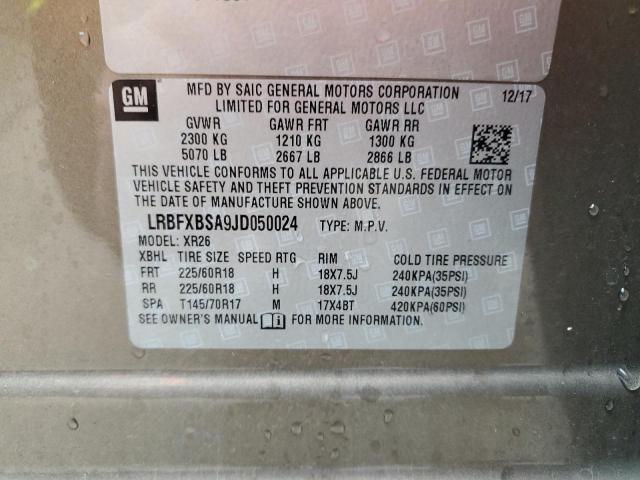 GM
MFD BY SAIC GENERAL MOTORS CORPORATION 12/17
LIMITED FOR GENERAL MOTORS LLC
GVWR GAWR FRT GAWR RR
2300 KG 1210 KG 1300 KG
5070 LB 2667 LB 2866 LB
THIS VEHICLE CONFORMS TO ALL APPLICABLE U.S. FEDERAL MOTOR
VEHICLE SAFETY AND THEFT PREVENTION STANDARDS IN EFFECT ON
THE DATE OF MANUFACTURE SHOWN ABOVE.
LRBFXBSA9JD050024 TYPE: M.P.V.
MODEL: XR26
XBHL TIRE SIZE SPEED RTG RIM COLD TIRE PRESSURE
FRT 225/60R18 H 18X7.5J 240KPA(35PSI)
RR 225/60R18 H 18X7.5J 240KPA(35PSI)
SPA T145/70R17 M 17X4BT 420KPA(60PSI)
SEE OWNER'S MANUAL FOR MORE INFORMATION.